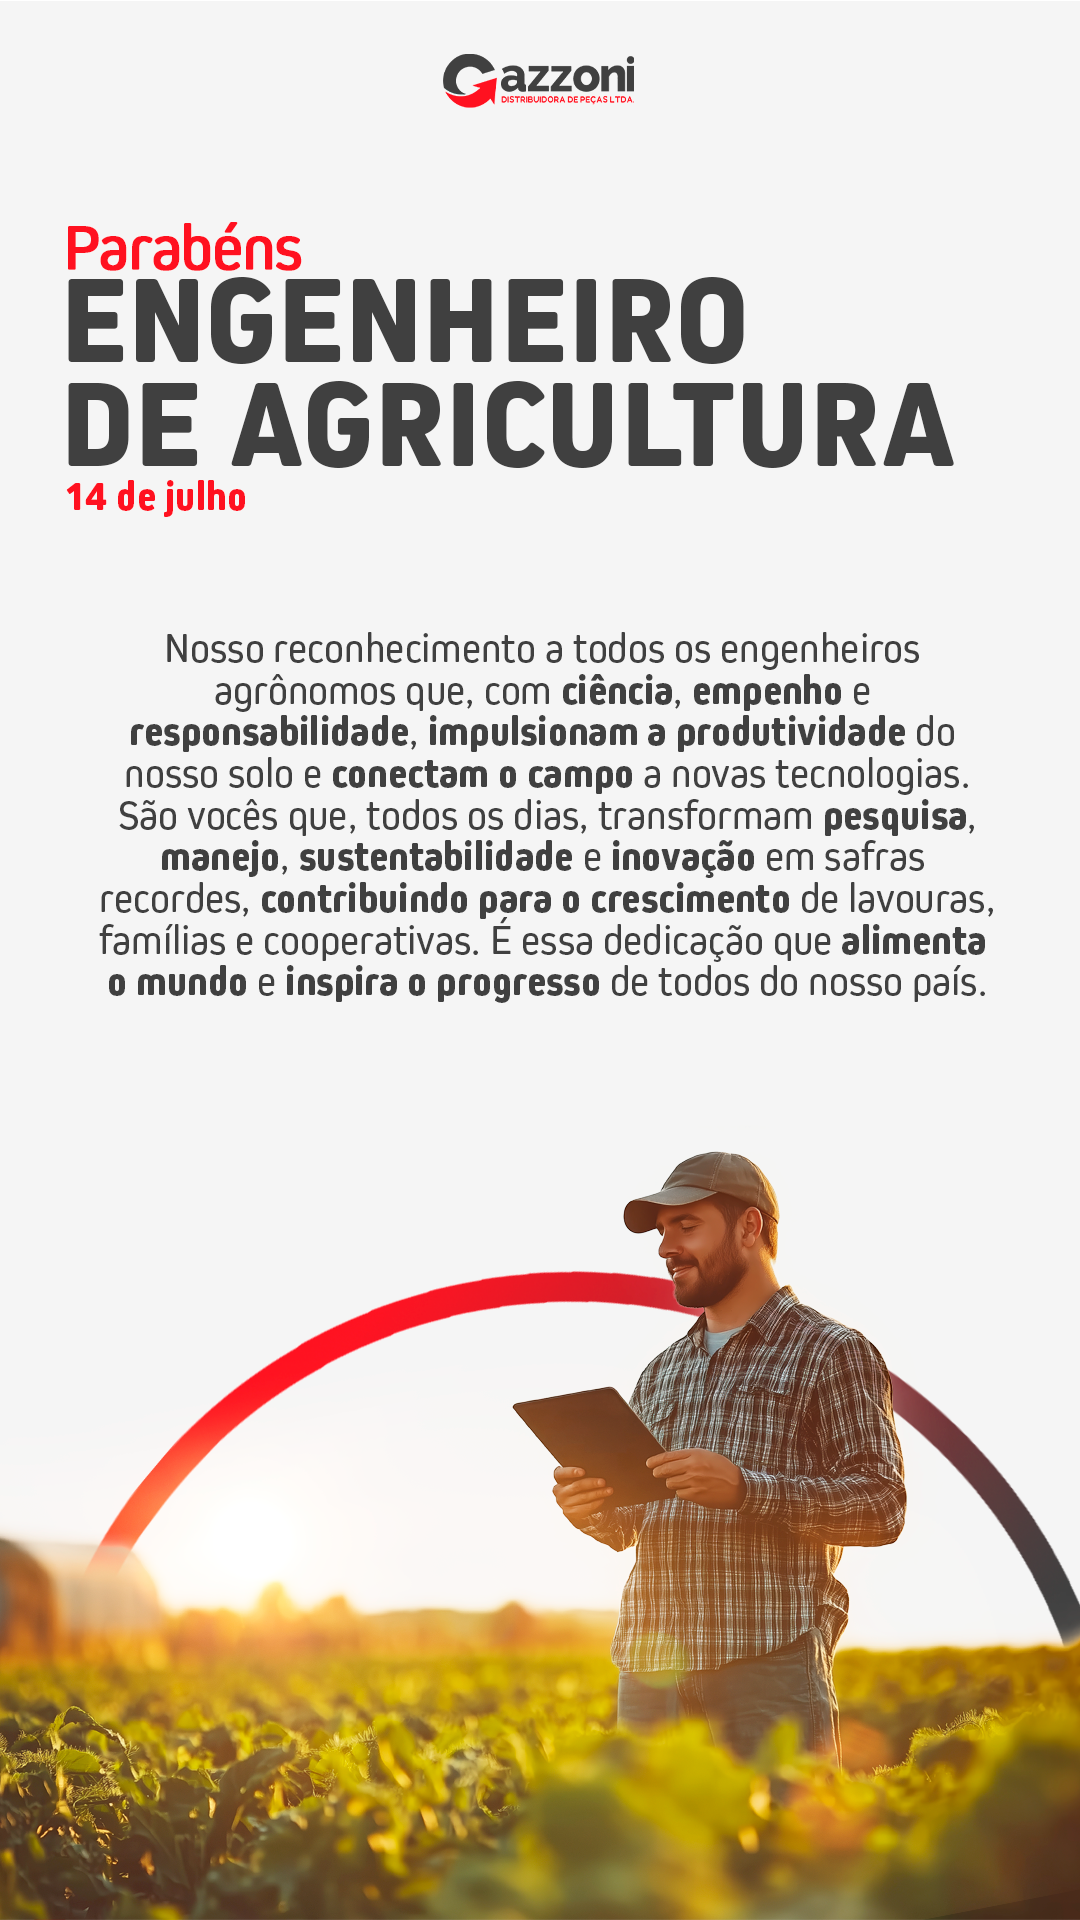 Gazzoni
DISTRIBUIDORA DE PEÇAS LTDA.
Parabéns
ENGENHEIRO
DE AGRICULTURA
14 de julho
Nosso reconhecimento a todos os engenheiros
agrônomos que, com ciência, empenho e
responsabilidade, impulsionam a produtividade do
nosso solo e conectam o campo a novas tecnologias.
São vocês que, todos os dias, transformam pesquisa,
manejo, sustentabilidade e inovação em safras
recordes, contribuindo para o crescimento de lavouras,
famílias e cooperativas. É essa dedicação que alimenta
o mundo e inspira o progresso de todos do nosso país.